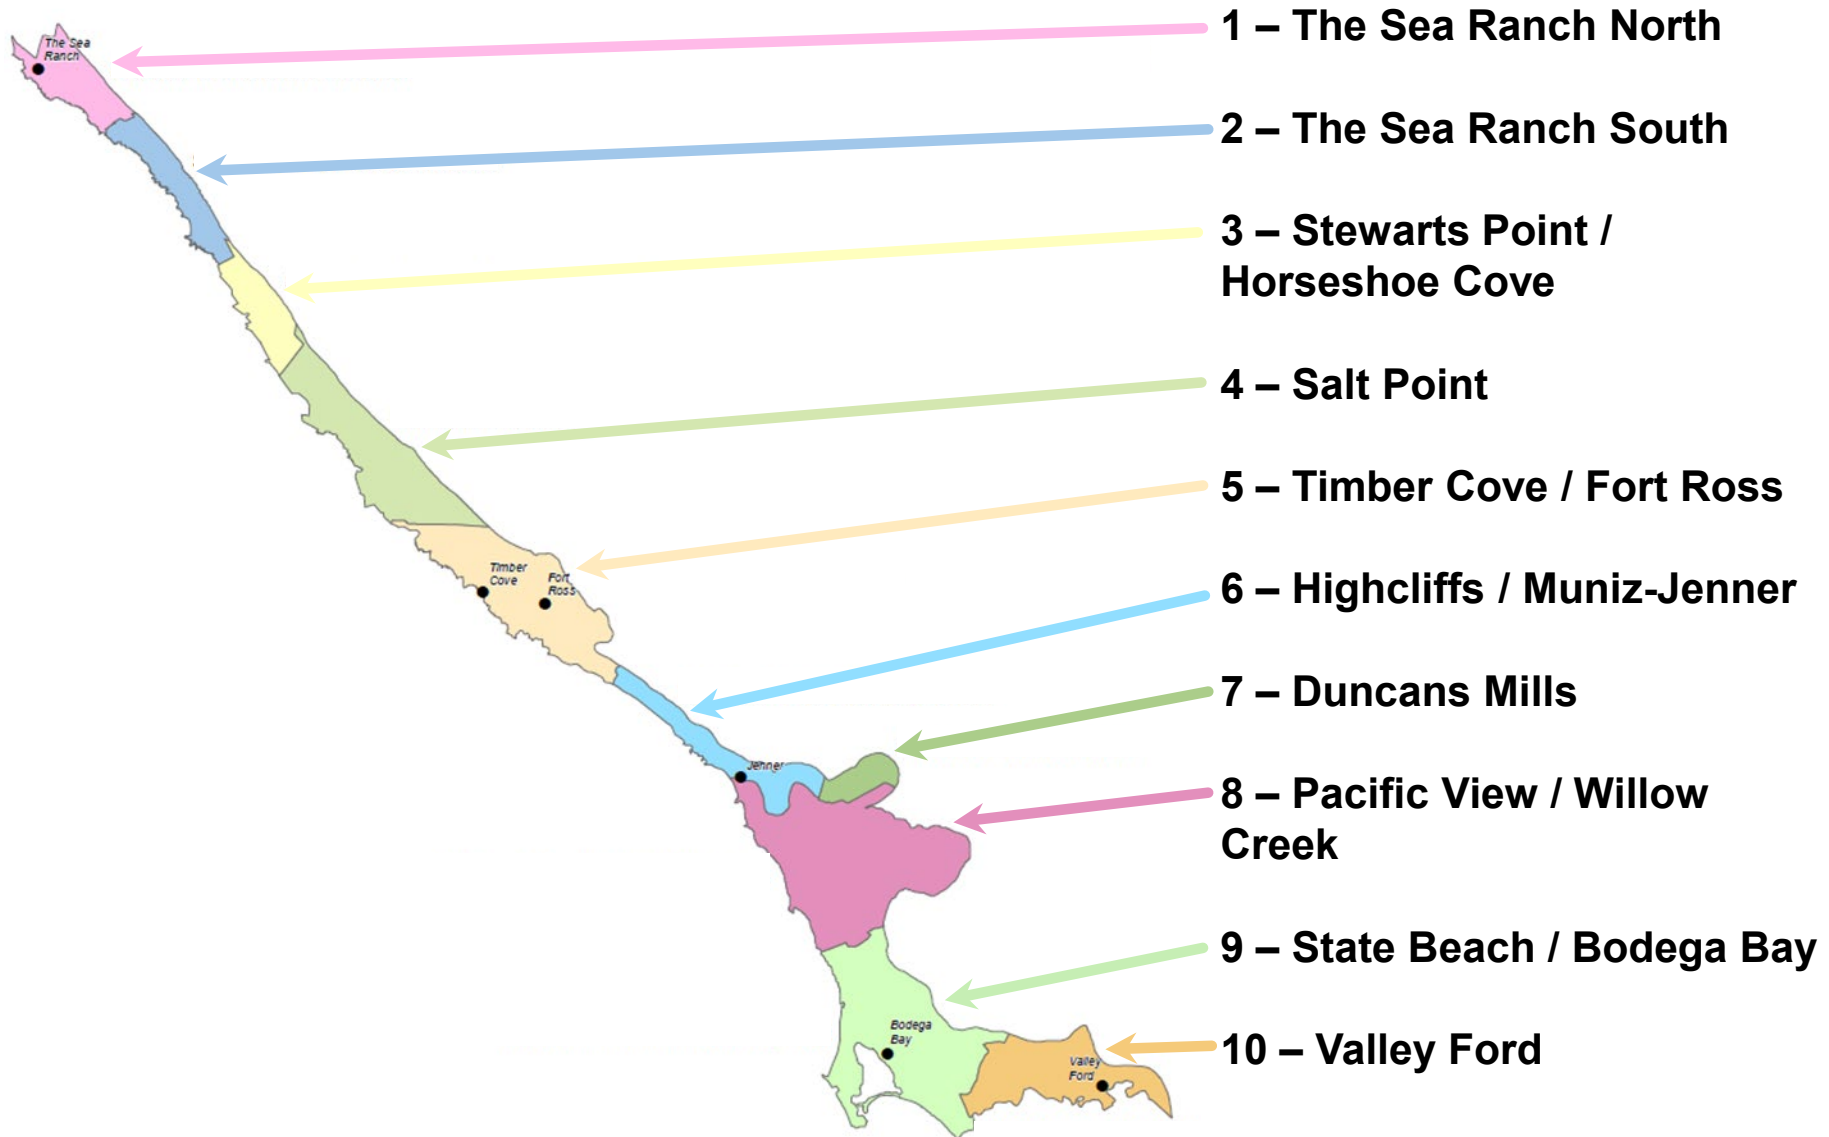 1 – The Sea Ranch North
The Sea
Ranch
2 – The Sea Ranch South
3 – Stewarts Point /
Horseshoe Cove
4 – Salt Point
5 – Timber Cove / Fort Ross
Timber
Cove
Fort
Ross
6 – Highcliffs / Muniz-Jenner
7 – Duncans Mills
Jenner
8 – Pacific View / Willow
Creek
9 – State Beach / Bodega Bay
Bodega
Bay
10 – Valley Ford
Valley
Ford